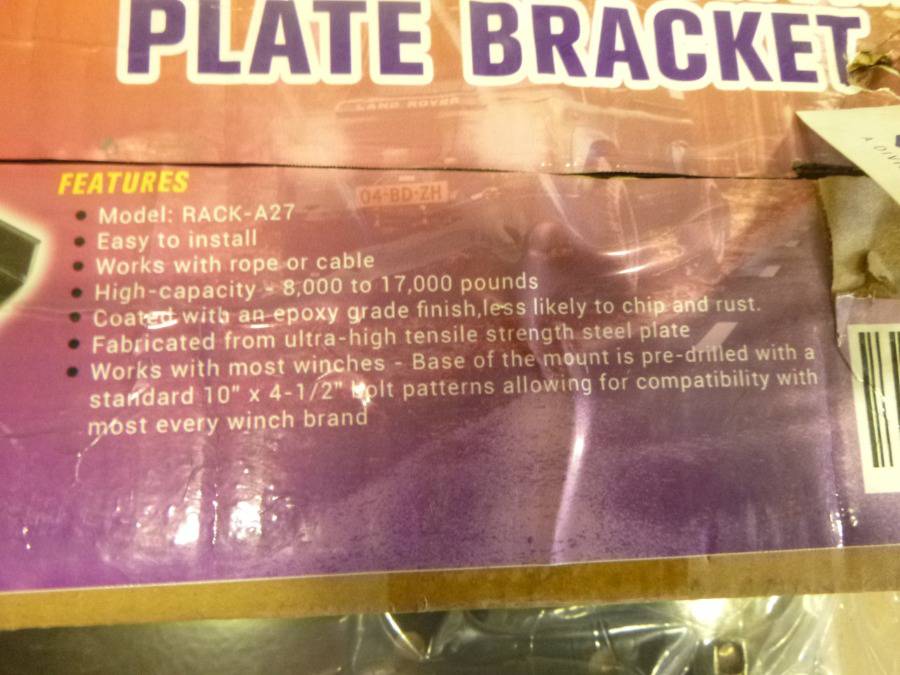 PLATE BRACKET
LAND ROVER
04-BD-ZH
A DIVI
FEATURES
• Model: RACK-A27
• Easy to install
• Works with rope or cable
• High-capacity - 8,000 to 17,000 pounds
• Coated with an epoxy grade finish,less likely to chip and rust.
• Fabricated from ultra-high tensile strength steel plate
• Works with most winches - Base of the mount is pre-drilled with a
standard 10" x 4-1/2" bolt patterns allowing for compatibility with
most every winch brand